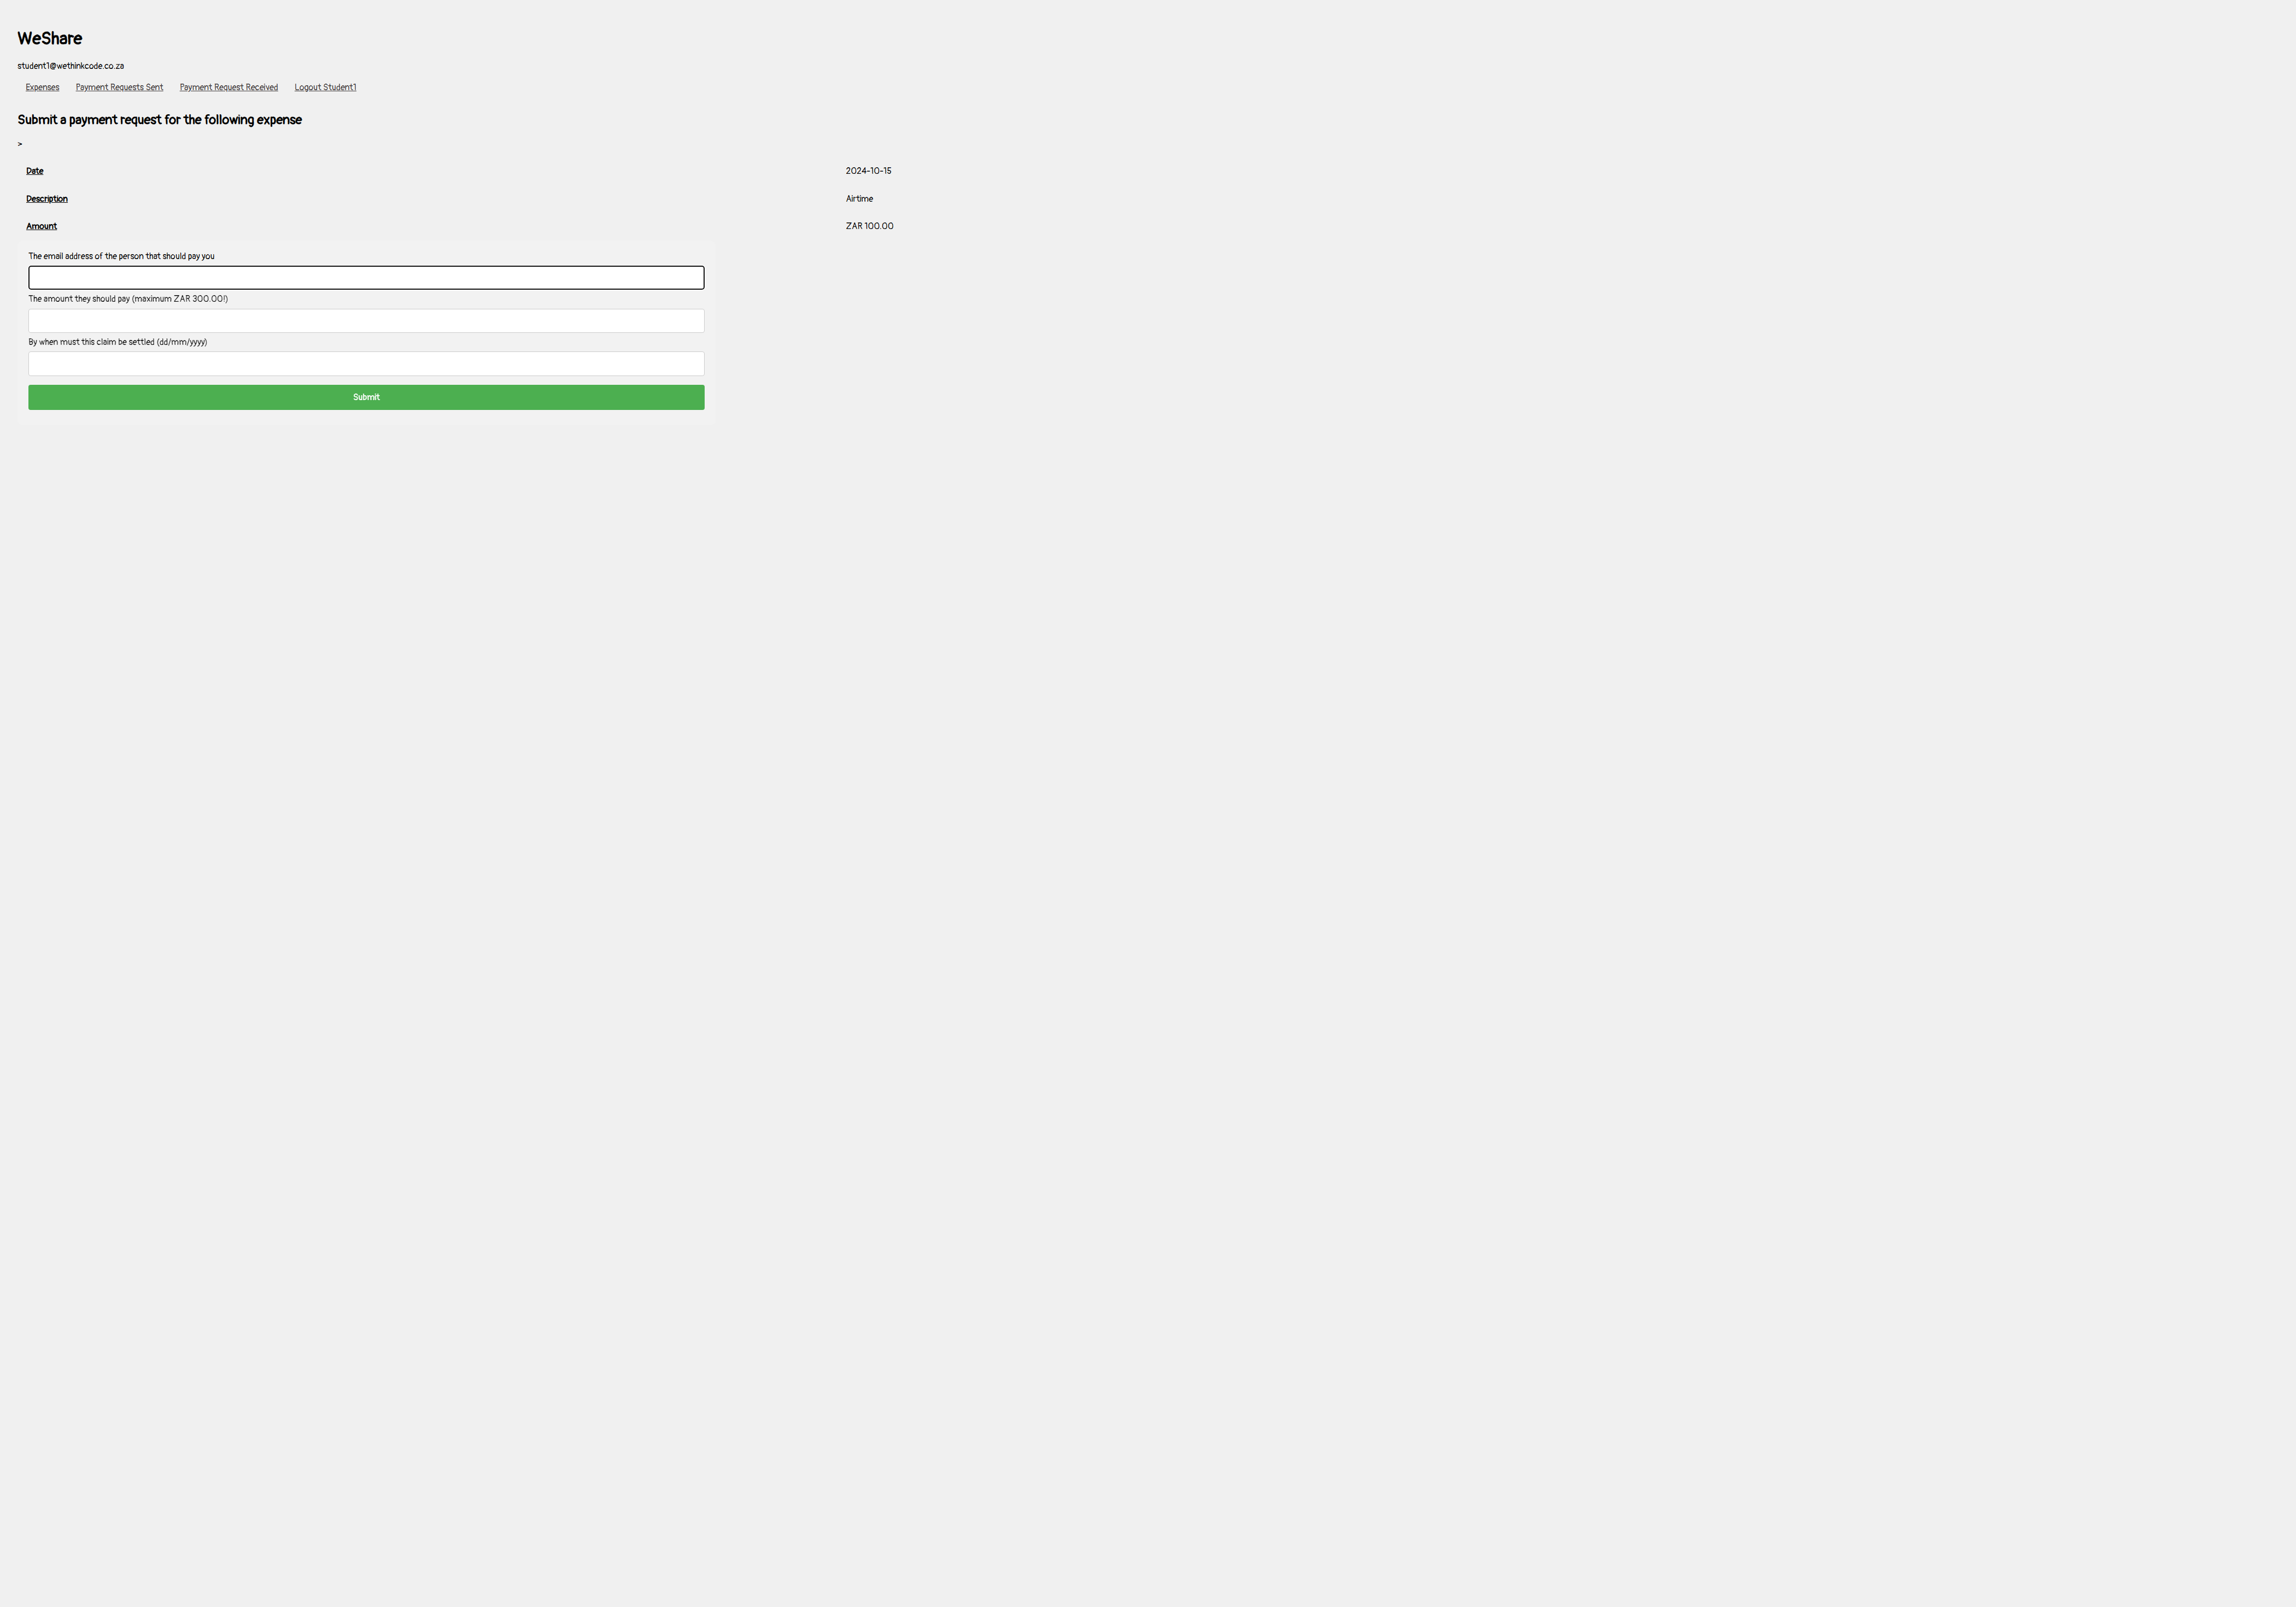 WeShare
student1@wethinkcode.co.za
Expenses Payment Requests Sent Payment Request Received Logout Student1
Submit a payment request for the following expense
>
Date 2024-10-15
Description Airtime
Amount ZAR 100.00
The email address of the person that should pay you
The amount they should pay (maximum ZAR 300.00!)
By when must this claim be settled (dd/mm/yyyy)
Submit